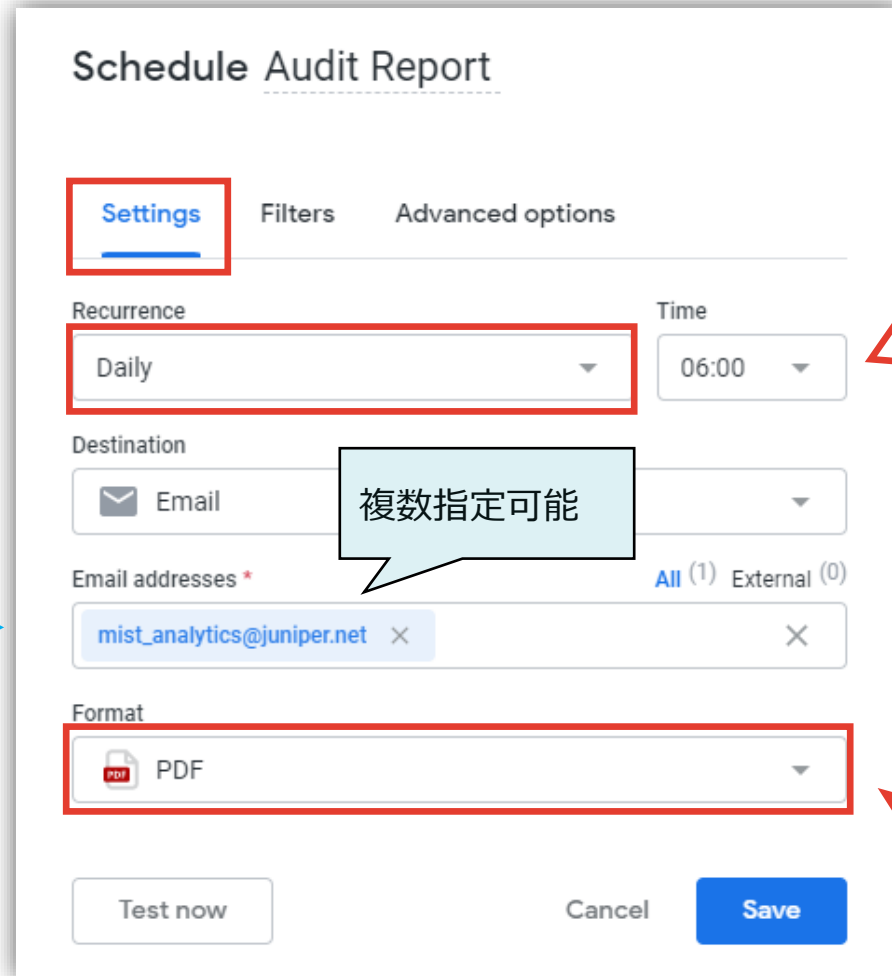 Schedule Audit Report
Settings Filters Advanced options
Recurrence Time
Daily 06:00
Destination
Email
複数指定可能
Email addresses * All (1) External (0)
mist_analytics@juniper.net
Format
PDF PDF
Test now Cancel Save